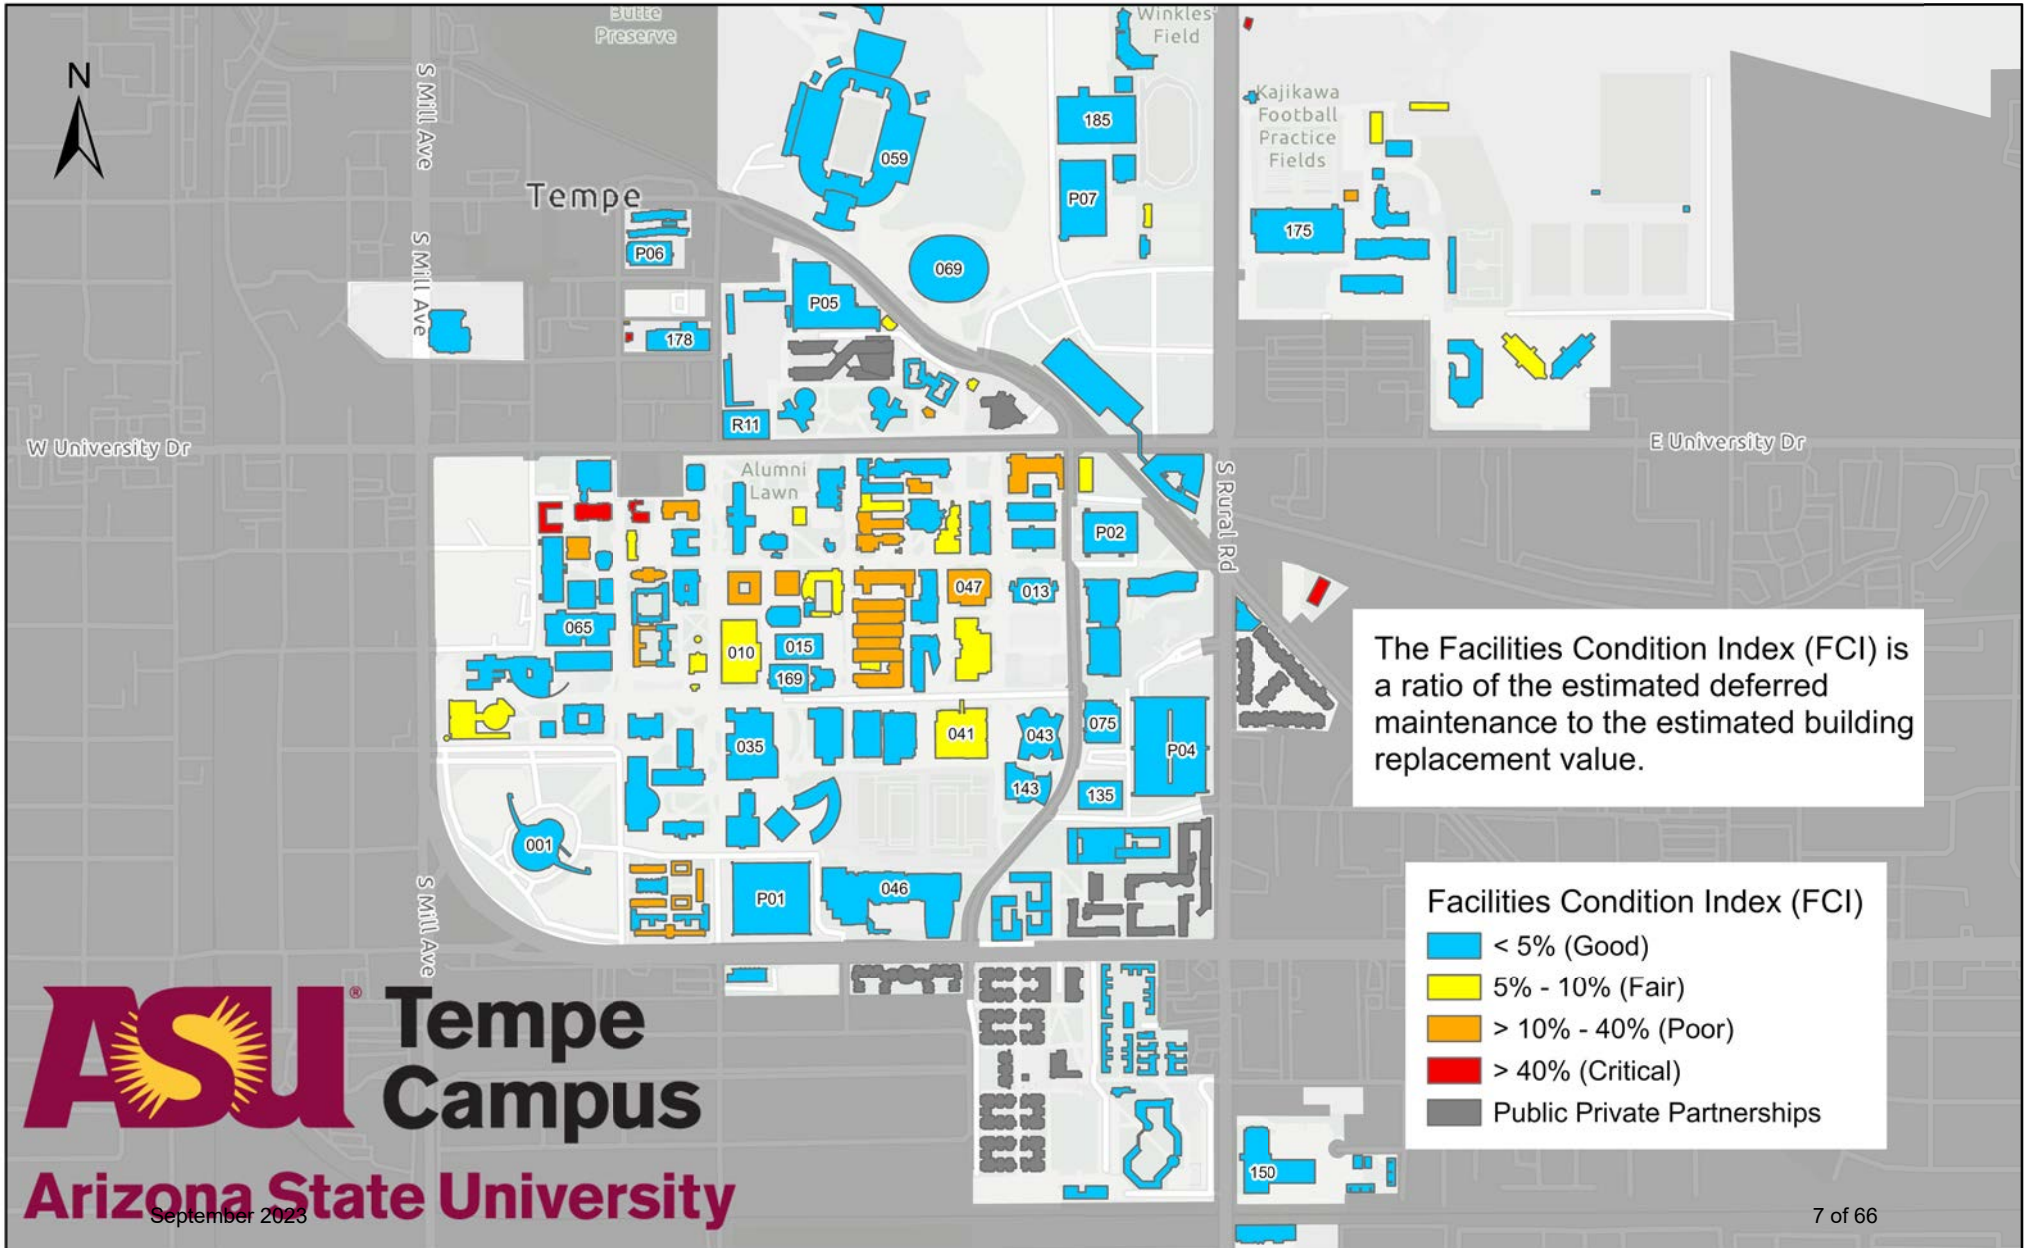 Butte
Preserve
Winkles'
Field
N
S Mill Ave
Kajikawa
Football
Practice
Fields
185
059
Tempe
P07
175
P06
S Mill Ave
069
P05
178
R11
W University Dr
E University Dr
Alumni
Lawn
S Rural Rd
P02
047
013
065
010
015
169
The Facilities Condition Index (FCI) is
a ratio of the estimated deferred
maintenance to the estimated building
replacement value.
035
041
043
075
P04
143
135
001
S Mill Ave
P01
046
Facilities Condition Index (FCI)
< 5% (Good)
5% - 10% (Fair)
> 10% - 40% (Poor)
> 40% (Critical)
Public Private Partnerships
150
ASU®
Tempe
Campus
Arizona State University
September 2023
7 of 66